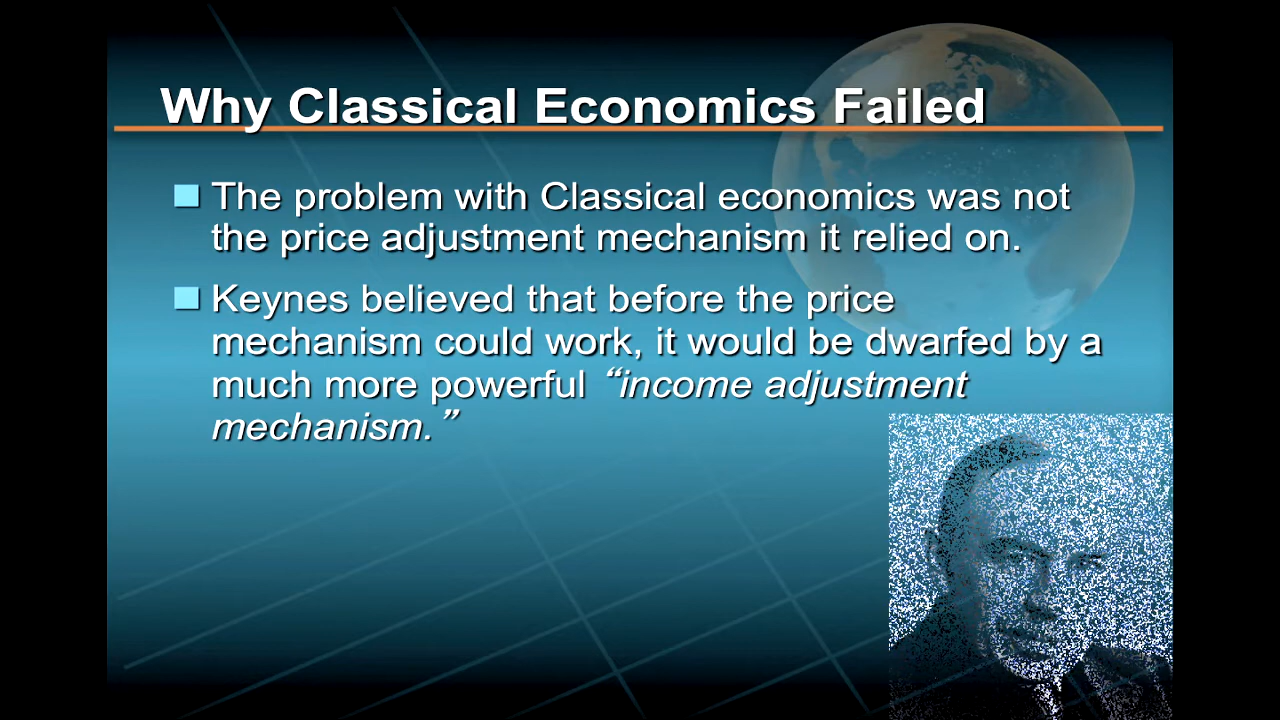 Why Classical Economics Failed
The problem with Classical economics was not
the price adjustment mechanism it relied on.
Keynes believed that before the price
mechanism could work, it would be dwarfed by a
much more powerful “income adjustment
mechanism.”